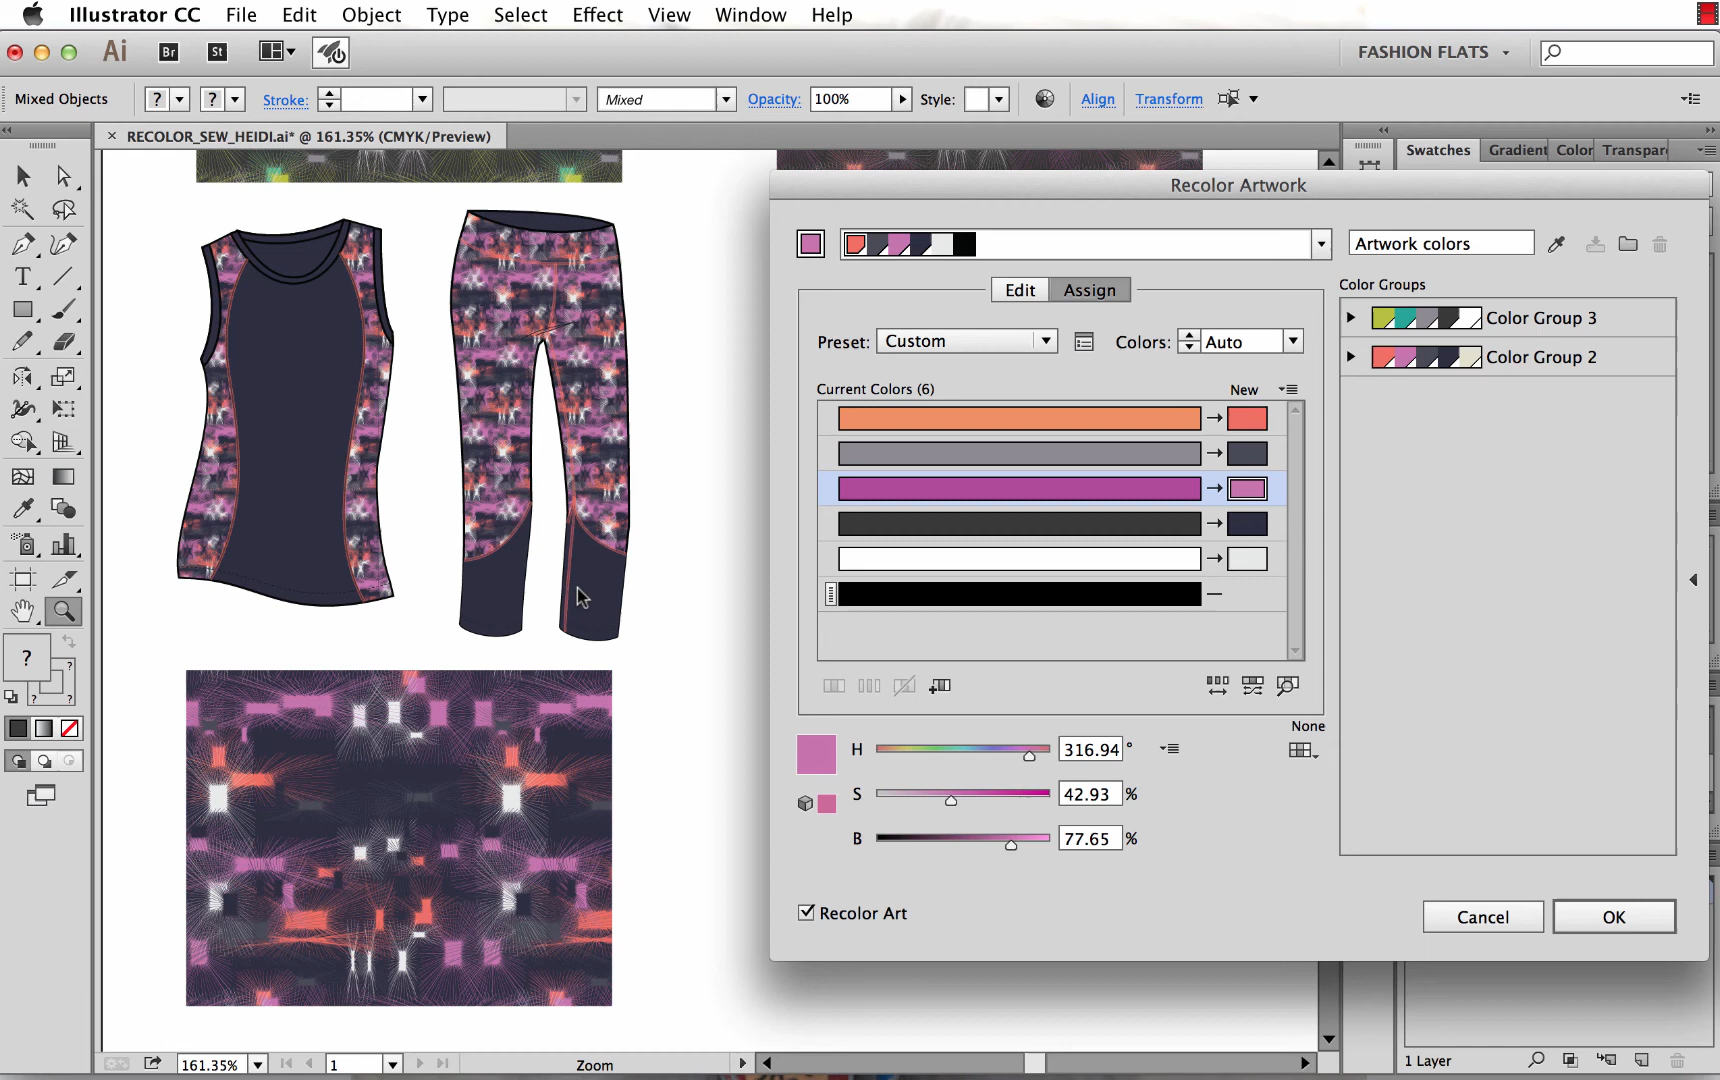 Illustrator CC File Edit Object Type Select Effect View Window Help
Ai Br St FASHION FLATS
Mixed Objects ? ? Stroke: Mixed Opacity: 100% Style: Align Transform
× RECOLOR_SEW_HEIDI.ai* @ 161.35% (CMYK/Preview)
Swatches Gradient Color Transpar
Recolor Artwork
Artwork colors
Edit Assign
Color Groups
Preset: Custom Colors: Auto
Color Group 3
Color Group 2
Current Colors (6) New
T
?
?
? ?
None
H 316.94 °
S 42.93 %
B 77.65 %
Recolor Art
Cancel OK
161.35% 1 Zoom
1 Layer